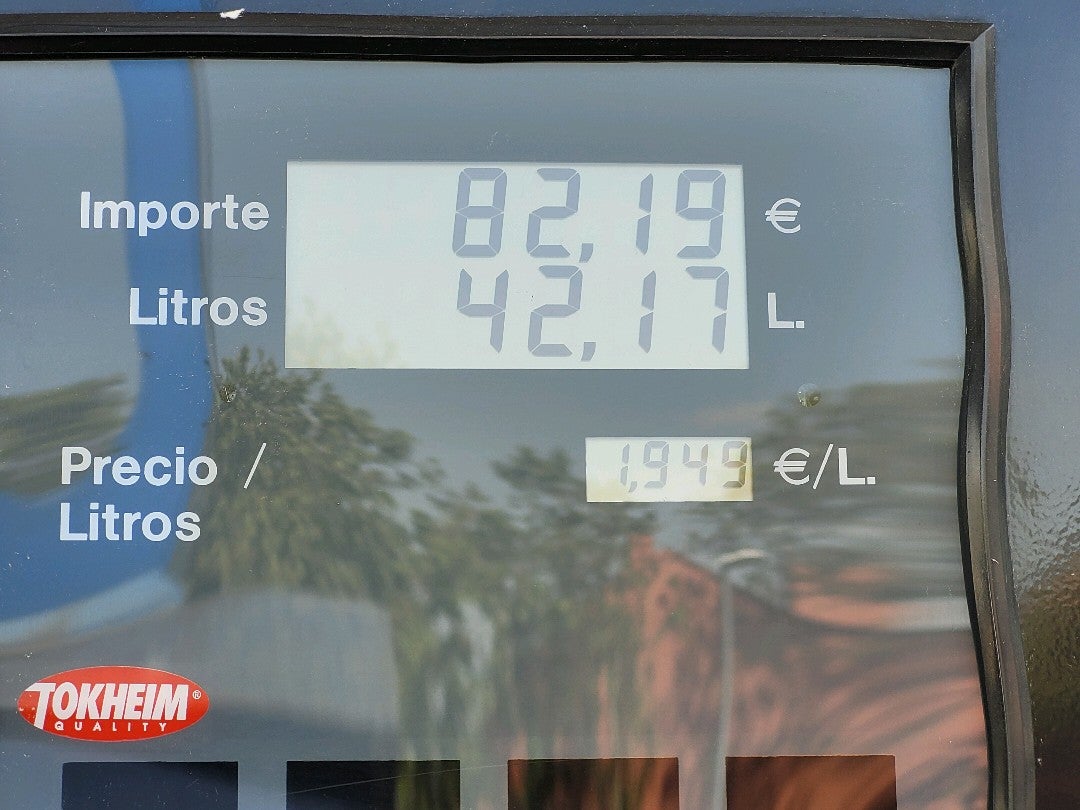 Importe 82,19 €
Litros 42,17 L.
Precio / 1,949 €/L.
Litros
TOKHEIM®
QUALITY